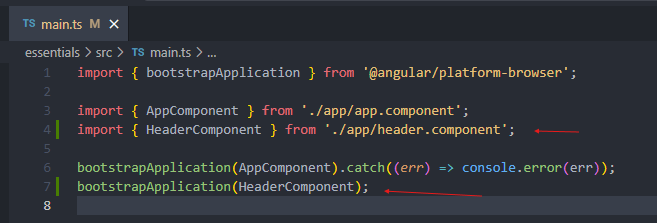 TS main.ts M ×
essentials > src > TS main.ts > ...
1 import { bootstrapApplication } from '@angular/platform-browser';
2
3 import { AppComponent } from './app/app.component';
4 import { HeaderComponent } from './app/header.component';
5
6 bootstrapApplication(AppComponent).catch((err) => console.error(err));
7 bootstrapApplication(HeaderComponent);
8